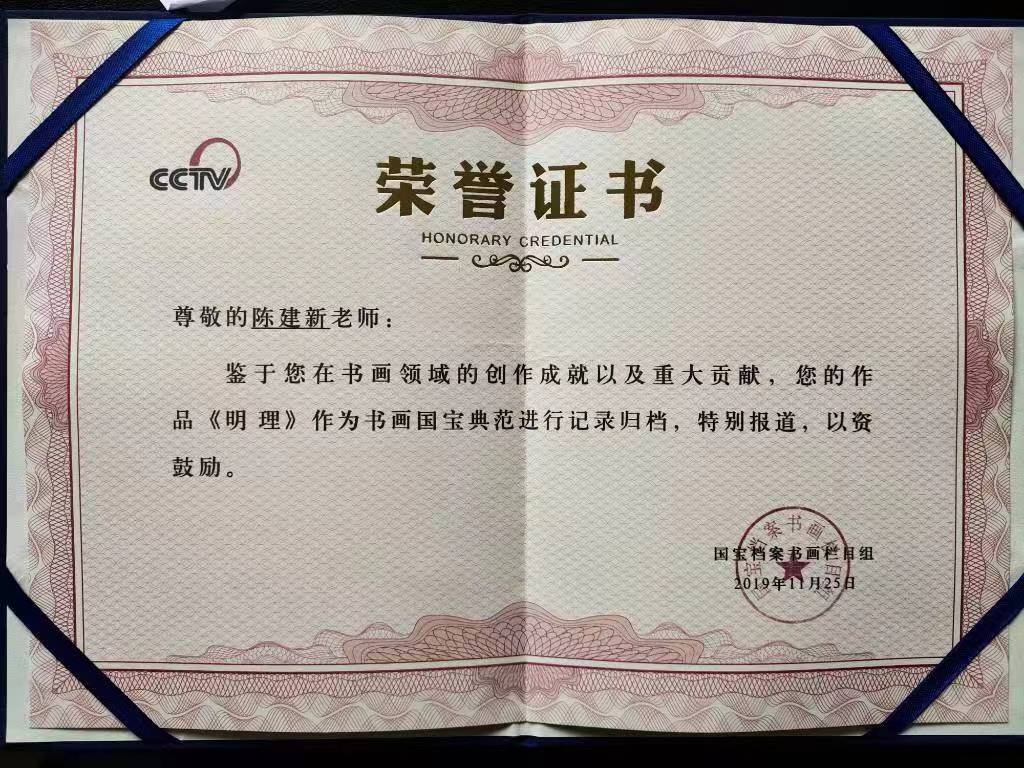 CCTV
荣誉证书
HONORARY CREDENTIAL
尊敬的陈建新老师：
鉴于您在书画领域的创作成就以及重大贡献，您的作
品《明 理》作为书画国宝典范进行记录归档，特别报道，以资
鼓励。
国宝档案书画栏目组
2019年11月25日